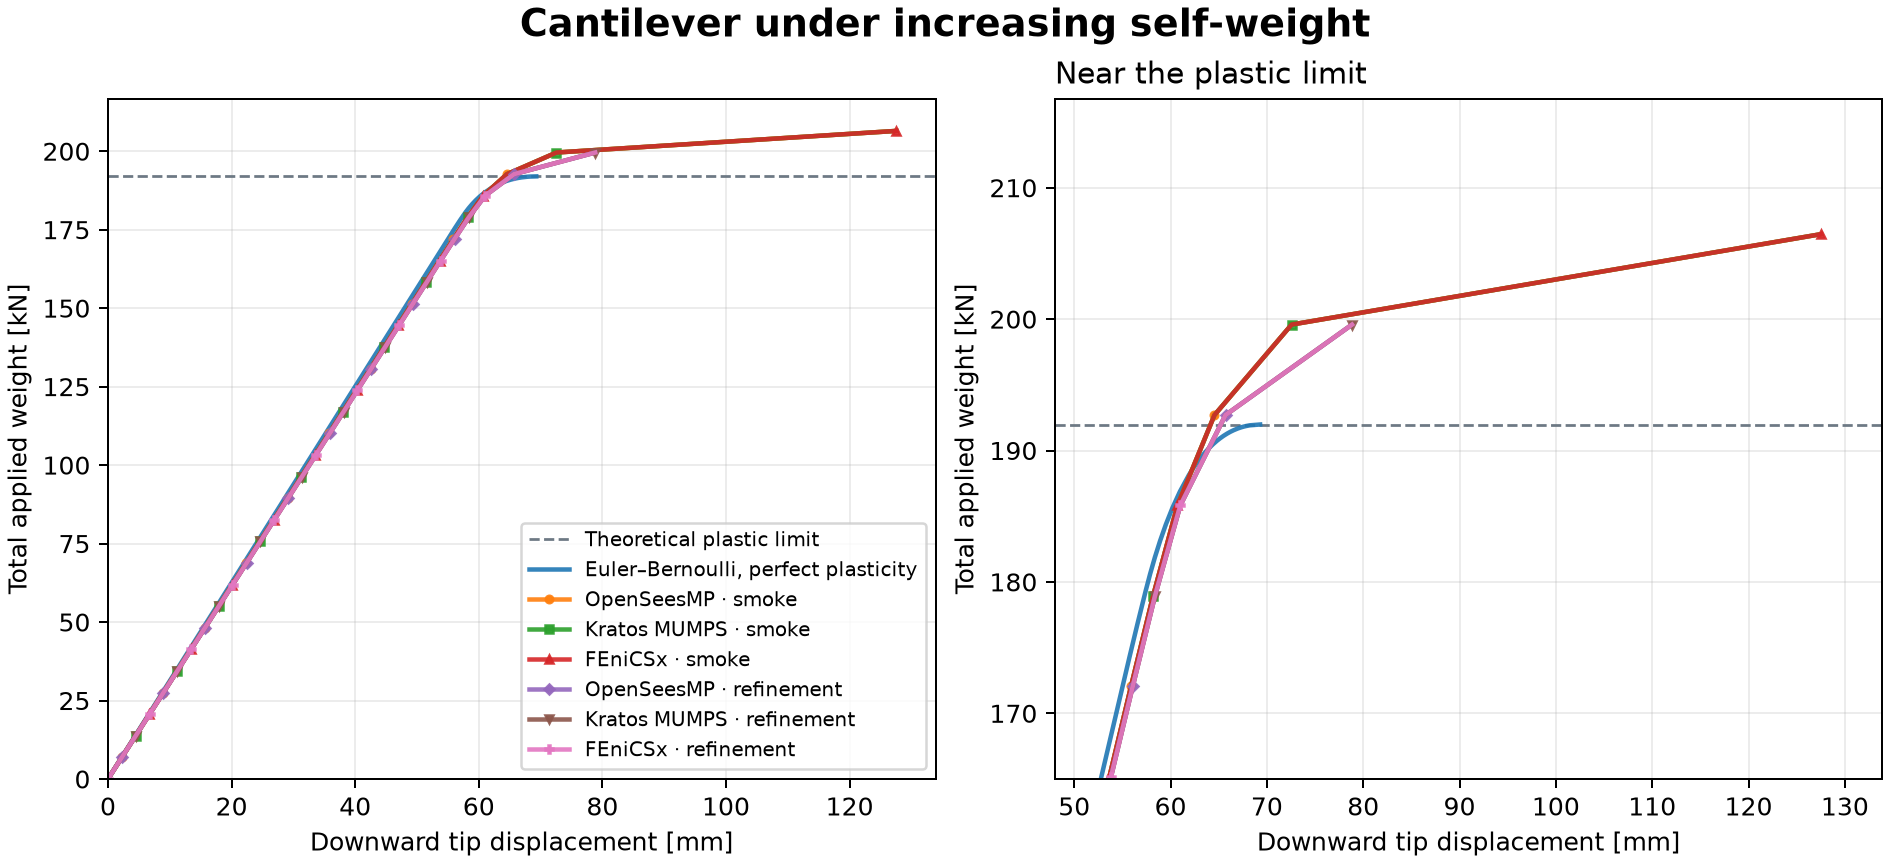 Cantilever under increasing self-weight
Near the plastic limit
Total applied weight [kN]
200
175
150
125
100
75
50
25
0
0 20 40 60 80 100 120
Downward tip displacement [mm]
Theoretical plastic limit
Euler–Bernoulli, perfect plasticity
OpenSeesMP · smoke
Kratos MUMPS · smoke
FEniCSx · smoke
OpenSeesMP · refinement
Kratos MUMPS · refinement
FEniCSx · refinement
Total applied weight [kN]
210
200
190
180
170
50 60 70 80 90 100 110 120 130
Downward tip displacement [mm]